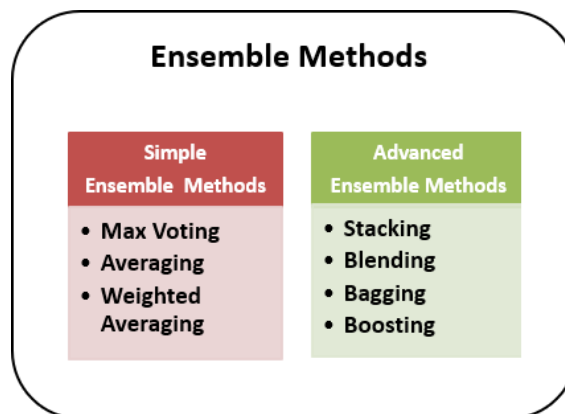 Ensemble Methods
Simple
Ensemble Methods
• Max Voting
• Averaging
• Weighted
Averaging
Advanced
Ensemble Methods
• Stacking
• Blending
• Bagging
• Boosting